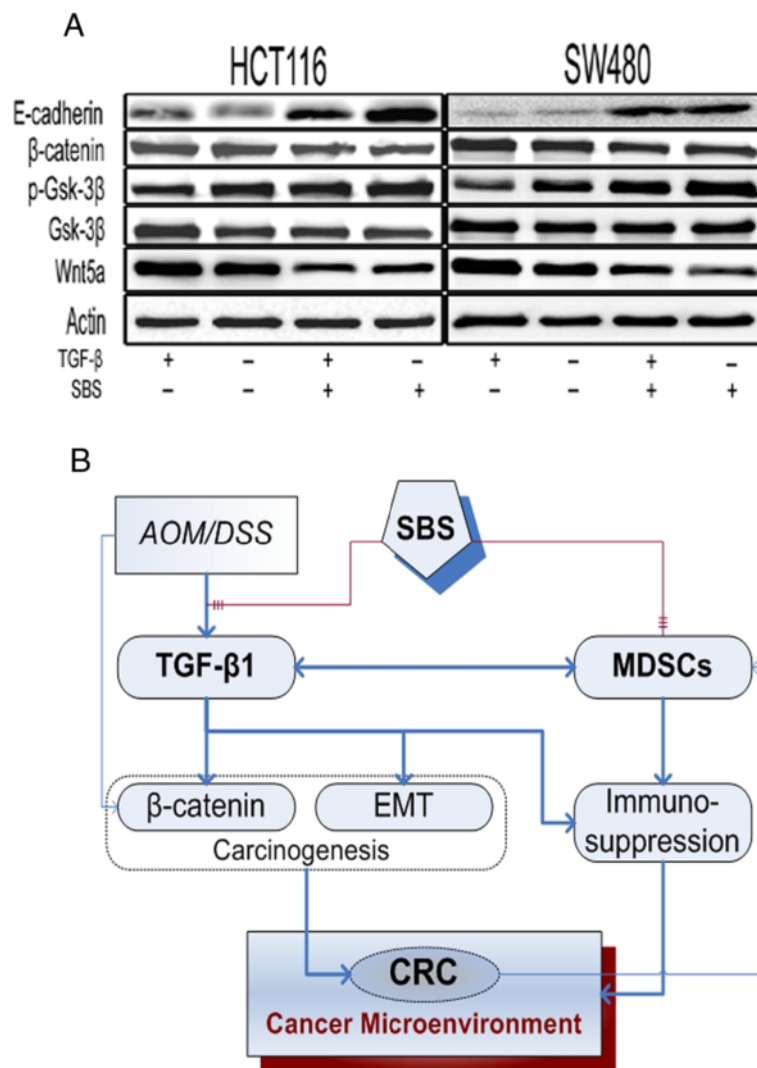 A
HCT116 SW480
E-cadherin
β-catenin
p-Gsk-3β
Gsk-3β
Wnt5a
Actin
TGF-β + − + − + − + −
SBS − − + + − − + +
B
AOM/DSS SBS
TGF-β1 MDSCs
β-catenin EMT Immuno-
suppression
Carcinogenesis
CRC
Cancer Microenvironment